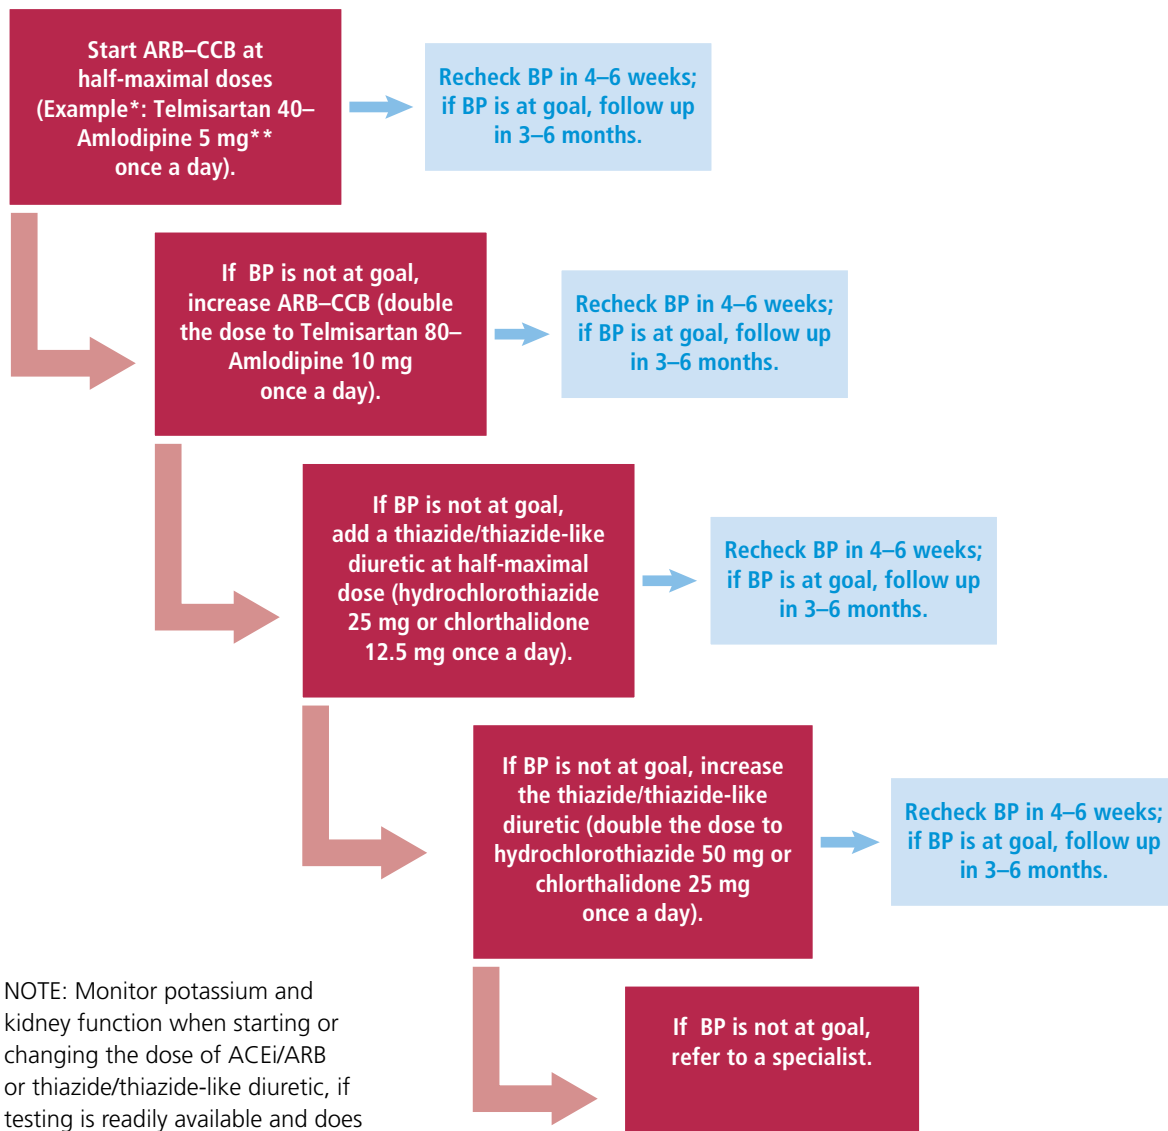 Start ARB–CCB at
half-maximal doses
(Example*: Telmisartan 40–
Amlodipine 5 mg**
once a day).
Recheck BP in 4–6 weeks;
if BP is at goal, follow up
in 3–6 months.
If BP is not at goal,
increase ARB–CCB (double
the dose to Telmisartan 80–
Amlodipine 10 mg
once a day).
Recheck BP in 4–6 weeks;
if BP is at goal, follow up
in 3–6 months.
If BP is not at goal,
add a thiazide/thiazide-like
diuretic at half-maximal
dose (hydrochlorothiazide
25 mg or chlorthalidone
12.5 mg once a day).
Recheck BP in 4–6 weeks;
if BP is at goal, follow up
in 3–6 months.
If BP is not at goal, increase
the thiazide/thiazide-like
diuretic (double the dose to
hydrochlorothiazide 50 mg or
chlorthalidone 25 mg
once a day).
Recheck BP in 4–6 weeks;
if BP is at goal, follow up
in 3–6 months.
If BP is not at goal,
refer to a specialist.
NOTE: Monitor potassium and
kidney function when starting or
changing the dose of ACEi/ARB
or thiazide/thiazide-like diuretic, if
testing is readily available and does